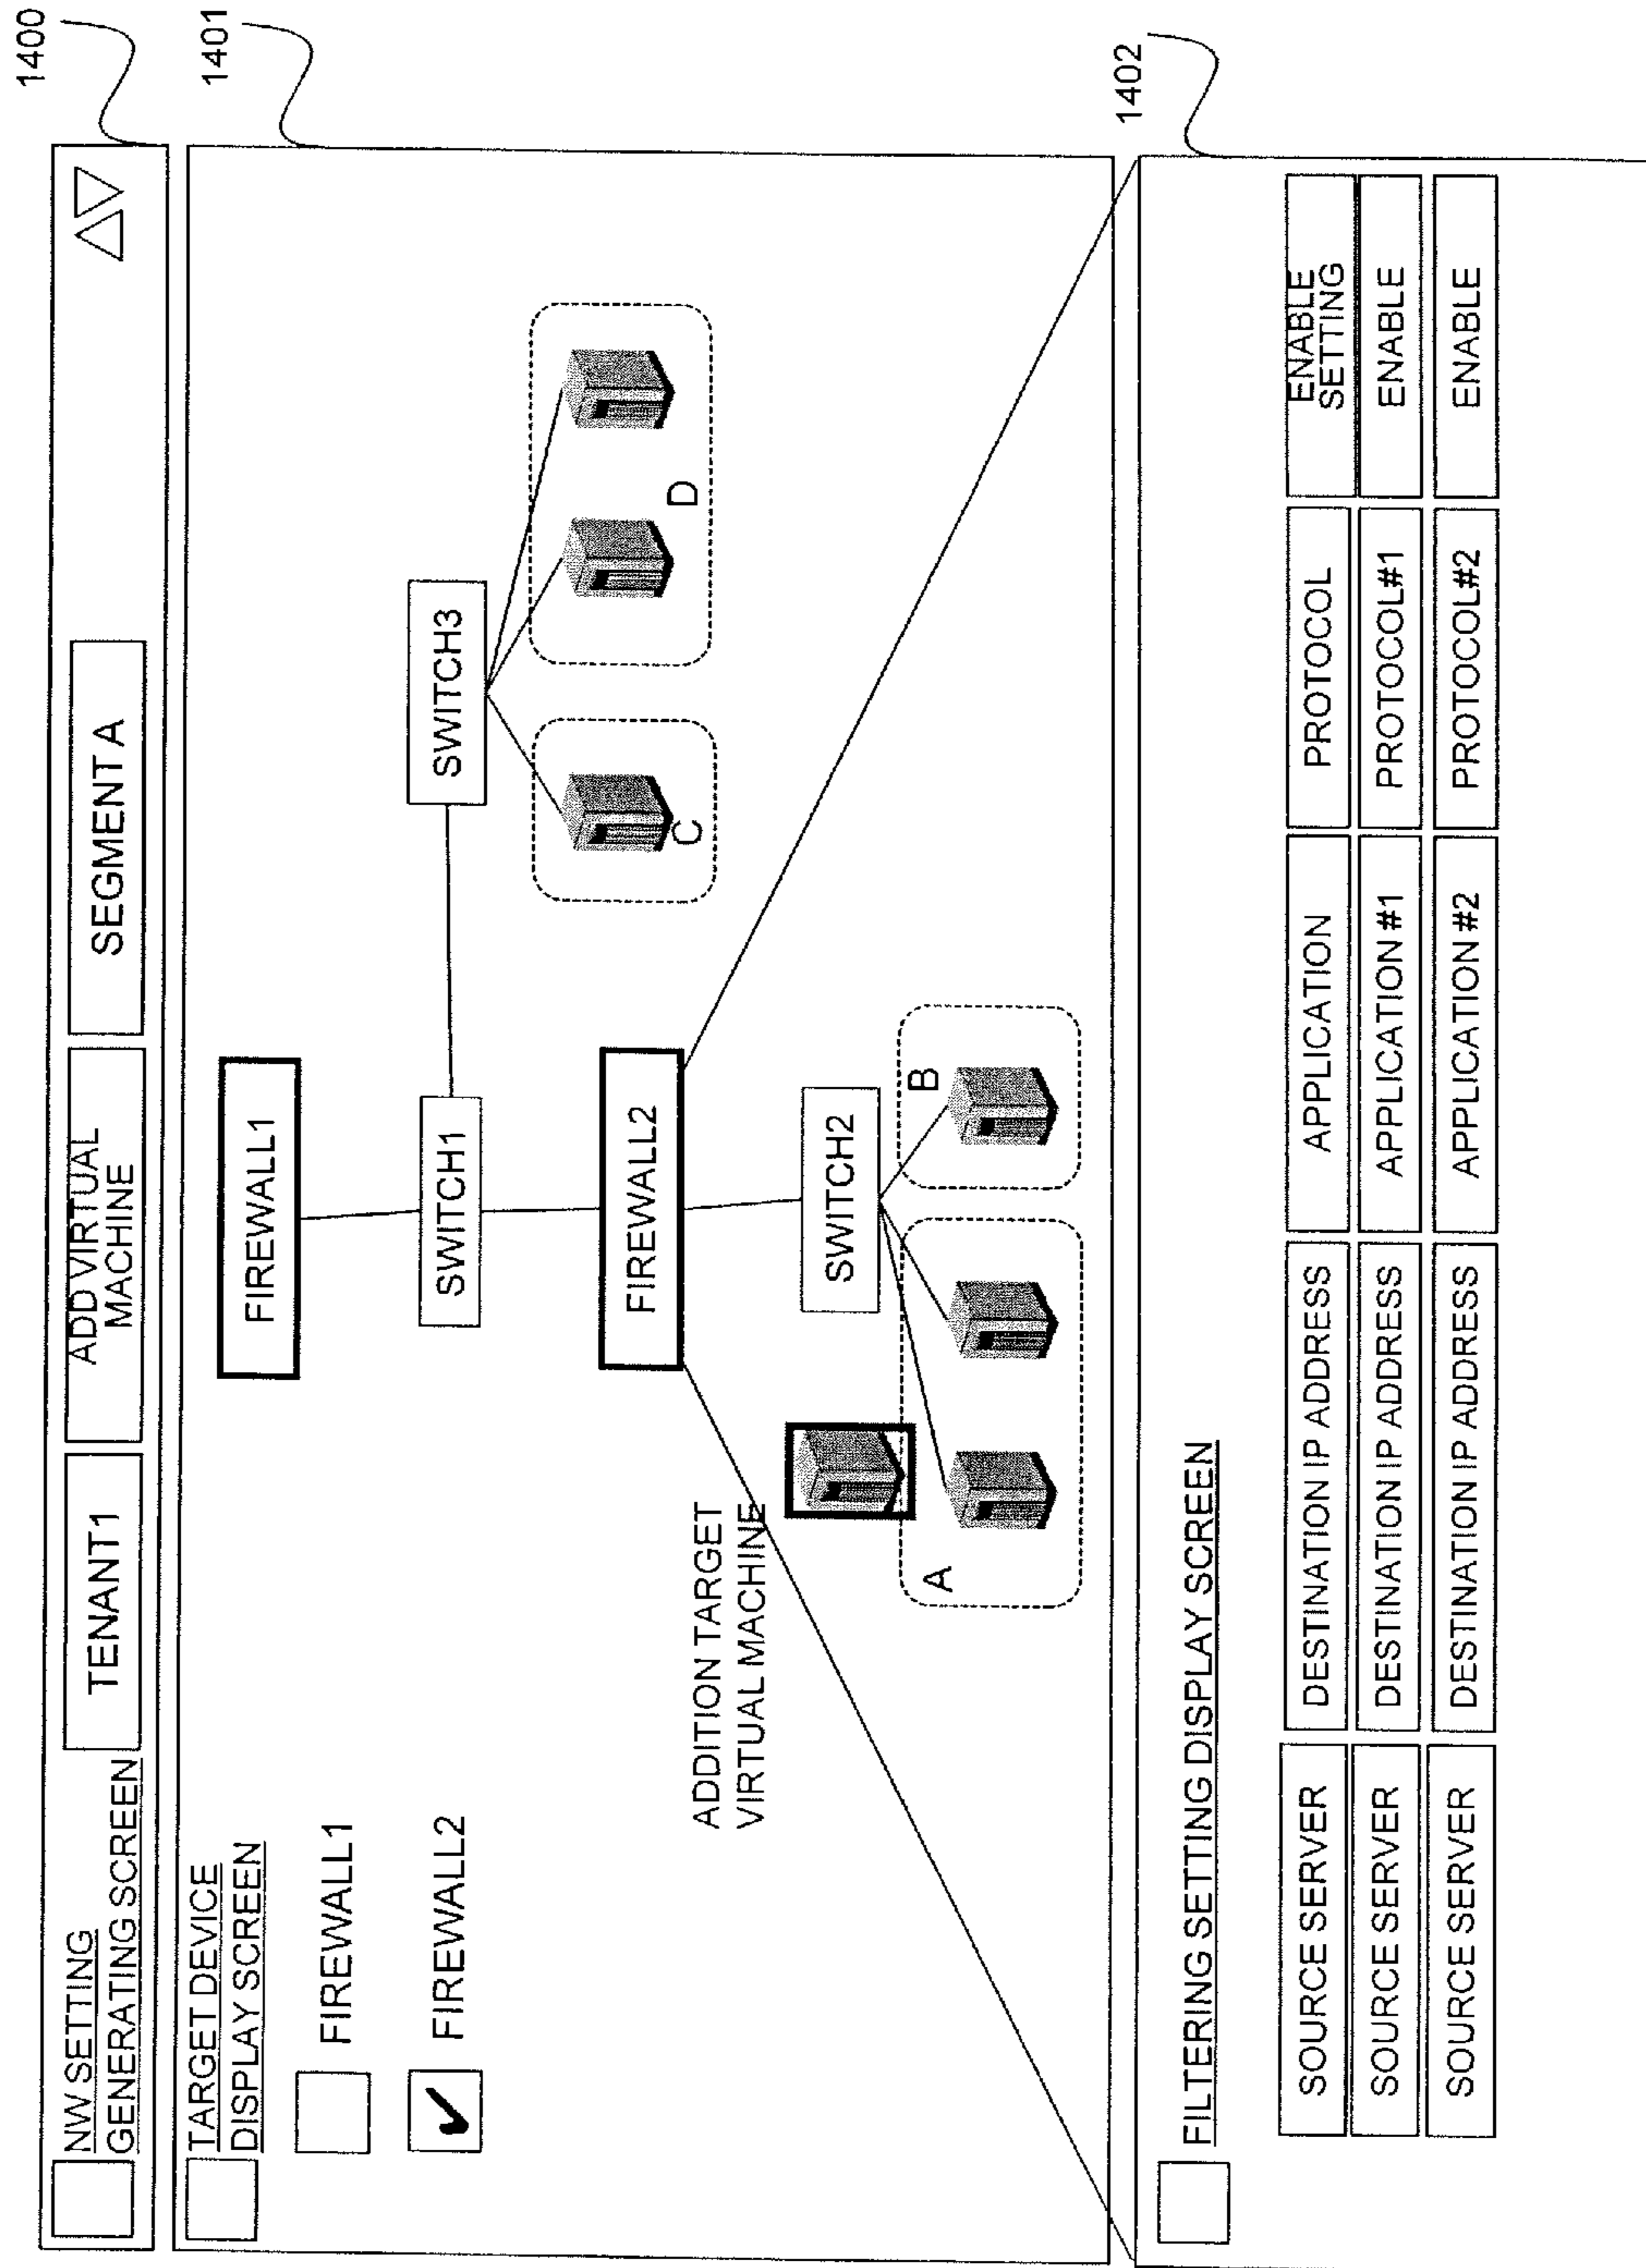 1400
NW SETTING
GENERATING SCREEN
TENANT1
ADD VIRTUAL
MACHINE
SEGMENT A
1401
TARGET DEVICE
DISPLAY SCREEN
FIREWALL1
FIREWALL2
FIREWALL1
SWITCH1
SWITCH3
FIREWALL2
C
D
ADDITION TARGET
VIRTUAL MACHINE
SWITCH2
A
B
1402
FILTERING SETTING DISPLAY SCREEN
SOURCE SERVER DESTINATION IP ADDRESS APPLICATION PROTOCOL ENABLE SETTING
SOURCE SERVER DESTINATION IP ADDRESS APPLICATION #1 PROTOCOL#1 ENABLE
SOURCE SERVER DESTINATION IP ADDRESS APPLICATION #2 PROTOCOL#2 ENABLE